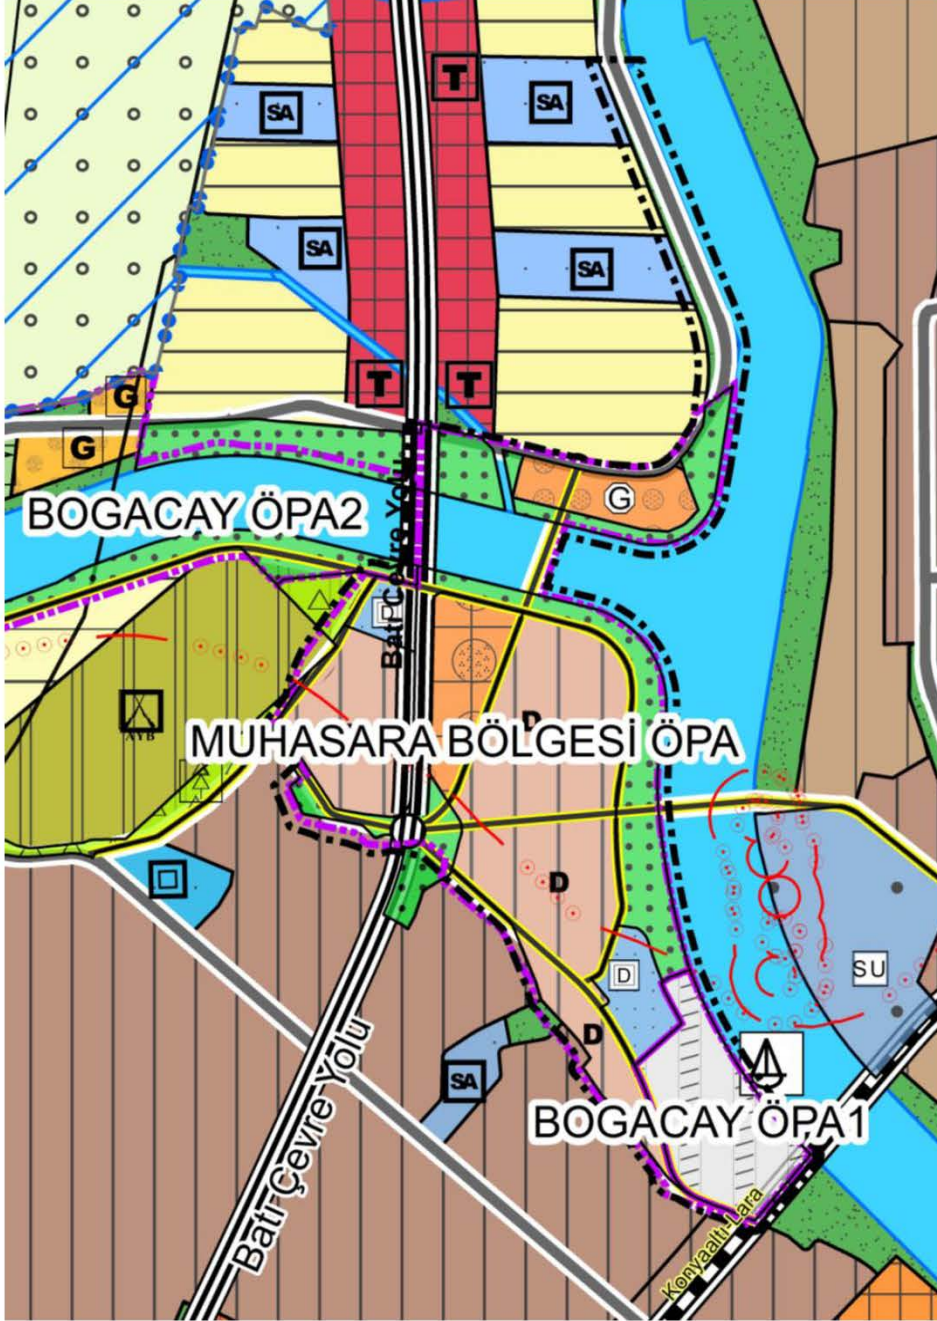 T
SA
SA
SA
SA
T
T
G
G
G
BOGACAY ÖPA2
Batı Çevre Yolu
D
D
AYB
MUHASARA BÖLGESİ ÖPA
D
D
SU
D
SA
BOGACAY ÖPA1
Batı Çevre Yolu
Konyaaltı-Lara